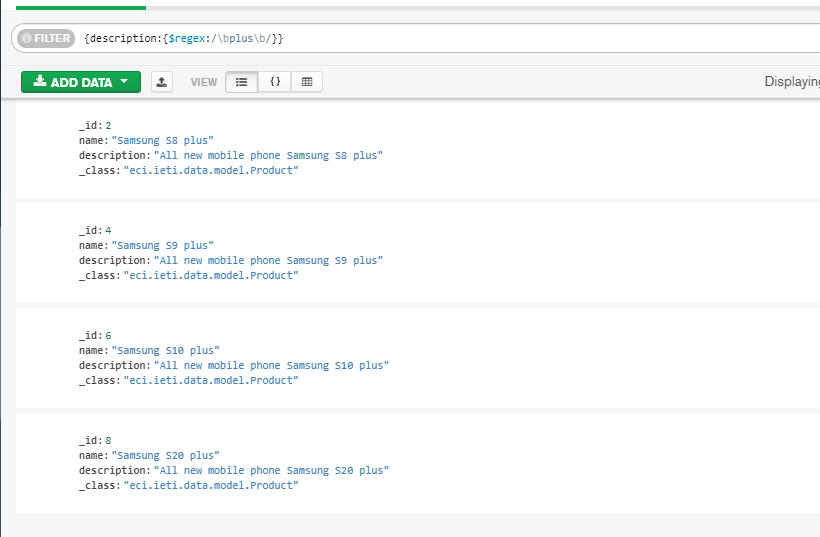 FILTER {description:{$regex:/\bplus\b/}}
ADD DATA VIEW {} Displaying
_id: 2
name: "Samsung S8 plus"
description: "All new mobile phone Samsung S8 plus"
_class: "eci.ieti.data.model.Product"
_id: 4
name: "Samsung S9 plus"
description: "All new mobile phone Samsung S9 plus"
_class: "eci.ieti.data.model.Product"
_id: 6
name: "Samsung S10 plus"
description: "All new mobile phone Samsung S10 plus"
_class: "eci.ieti.data.model.Product"
_id: 8
name: "Samsung S20 plus"
description: "All new mobile phone Samsung S20 plus"
_class: "eci.ieti.data.model.Product"